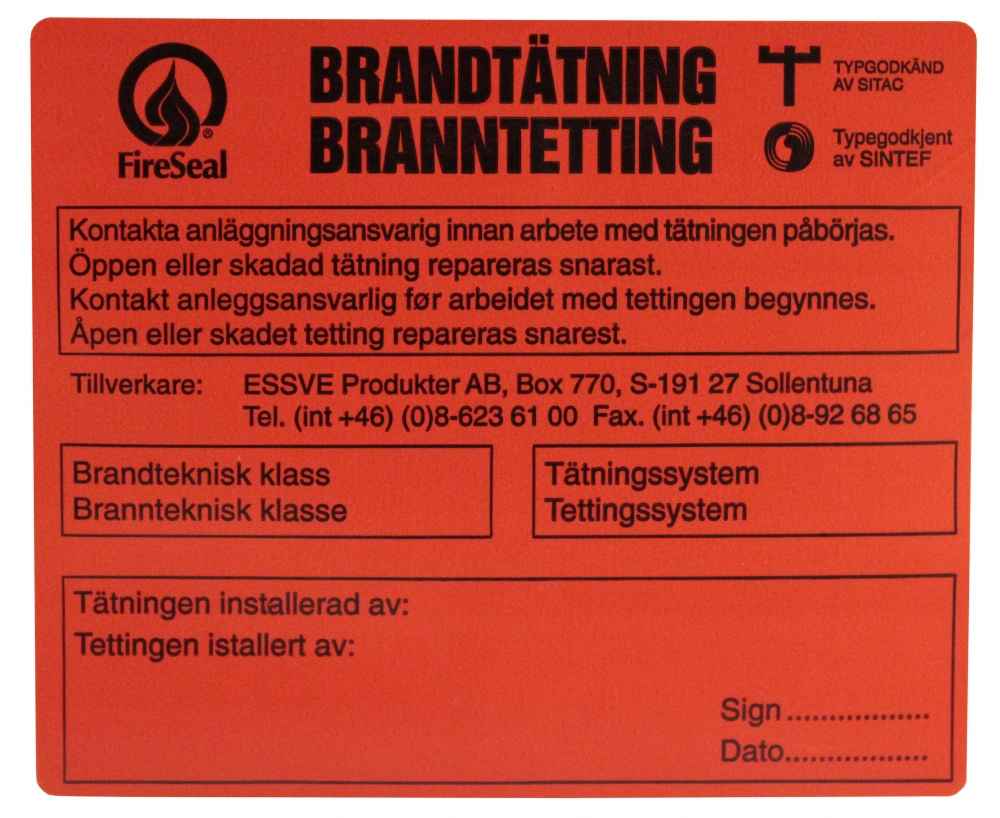 FireSeal®
BRANDTÄTNING
BRANNTETTING
TYPGODKÄND
AV SITAC
Typegodkjent
av SINTEF
Kontakta anläggningsansvarig innan arbete med tätningen påbörjas.
Öppen eller skadad tätning repareras snarast.
Kontakt anleggsansvarlig før arbeidet med tettingen begynnes.
Åpen eller skadet tetting repareras snarest.
Tillverkare: ESSVE Produkter AB, Box 770, S-191 27 Sollentuna
Tel. (int +46) (0)8-623 61 00 Fax. (int +46) (0)8-92 68 65
Brandteknisk klass
Brannteknisk klasse
Tätningssystem
Tettingssystem
Tätningen installerad av:
Tettingen istallert av:
Sign..................
Dato..................